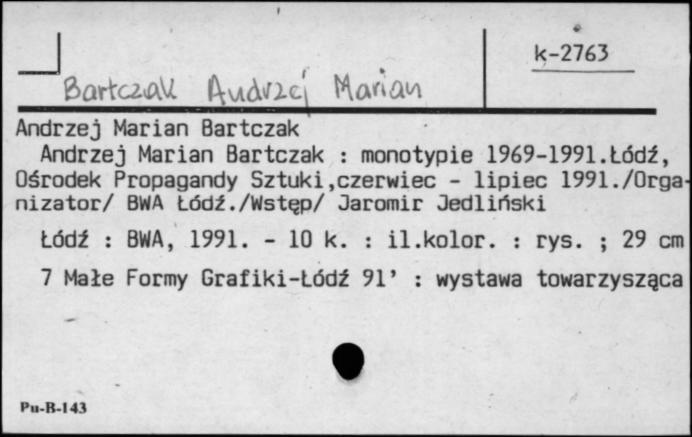 k-2763
Bartczak Andrzej Marian
Andrzej Marian Bartczak
Andrzej Marian Bartczak : monotypie 1969-1991.Łódź,
Ośrodek Propagandy Sztuki,czerwiec - lipiec 1991./Orga-
nizator/ BWA Łódź./Wstęp/ Jaromir Jedliński
Łódź : BWA, 1991. - 10 k. : il.kolor. : rys. ; 29 cm
7 Małe Formy Grafiki-Łódź 91' : wystawa towarzysząca
Pu-B-143